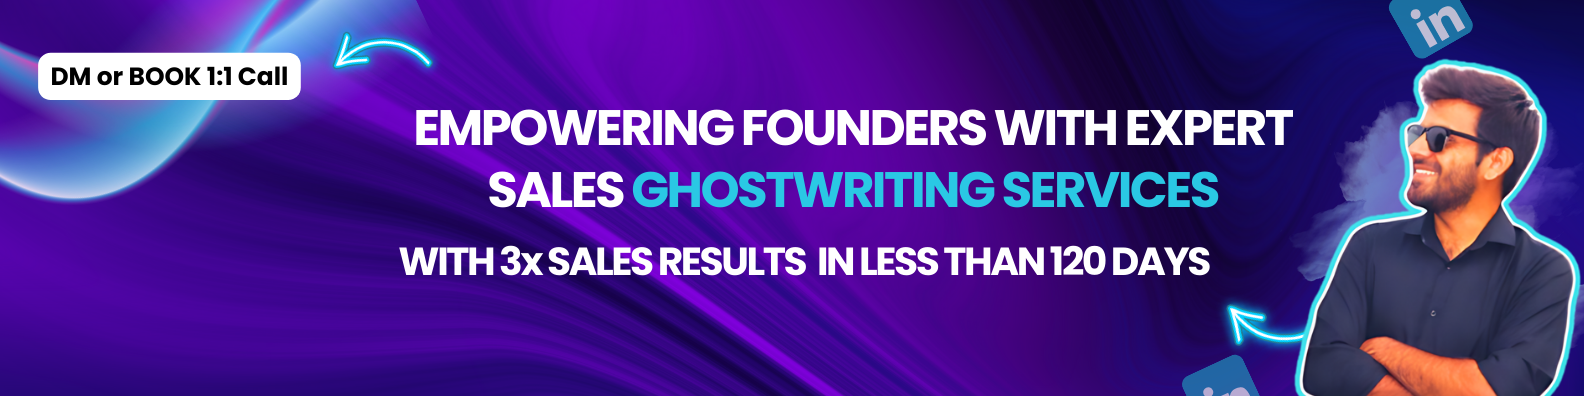 DM or BOOK 1:1 Call
in
EMPOWERING FOUNDERS WITH EXPERT
SALES GHOSTWRITING SERVICES
WITH 3x SALES RESULTS IN LESS THAN 120 DAYS
in